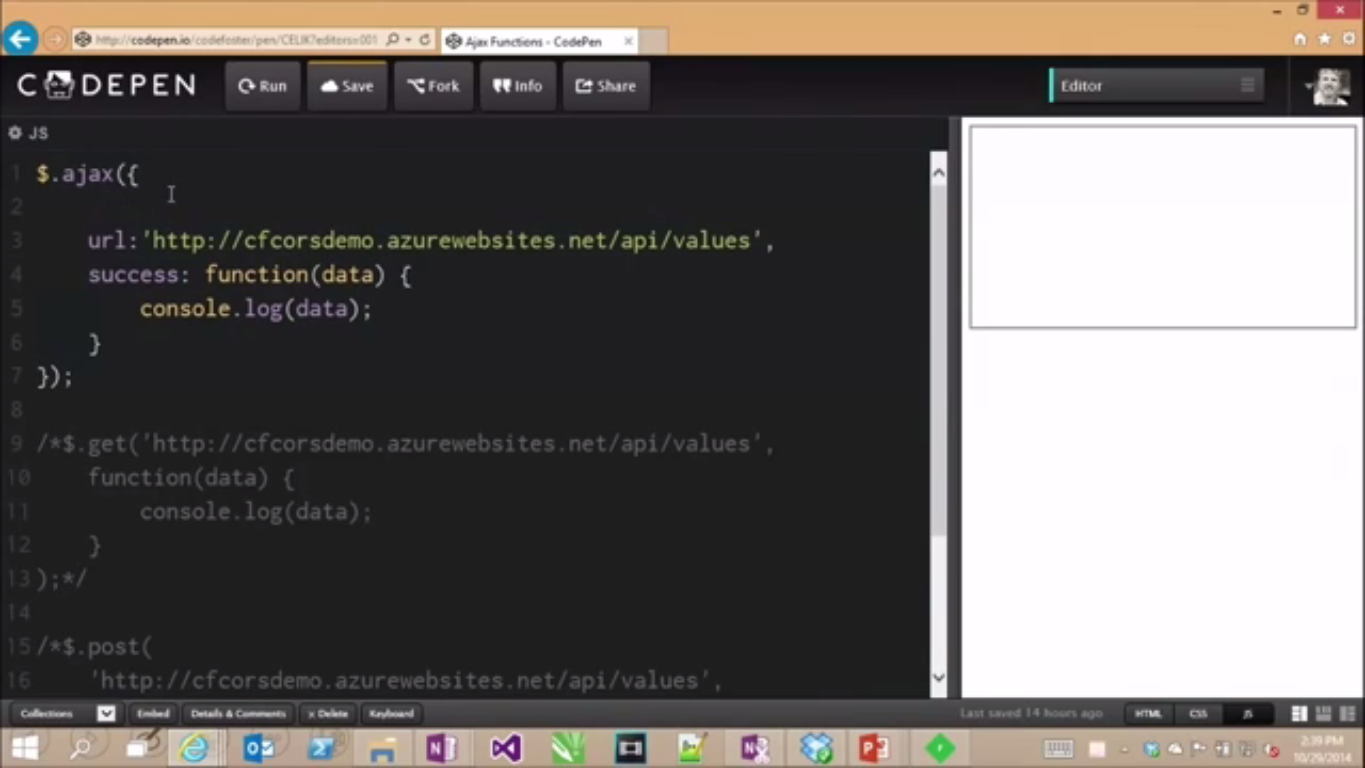 http://codepen.io/codefoster/pen/CELIK?editors=001
Ajax Functions - CodePen
CODEPEN
Run
Save
Fork
Info
Share
Editor
JS
1 $.ajax({
2
3 url:'http://cfcorsdemo.azurewebsites.net/api/values',
4 success: function(data) {
5 console.log(data);
6 }
7 });
8
9 /*$.get('http://cfcorsdemo.azurewebsites.net/api/values',
10 function(data) {
11 console.log(data);
12 }
13 );*/
14
15 /*$.post(
16 'http://cfcorsdemo.azurewebsites.net/api/values',
Collections
Embed
Details & Comments
x Delete
Keyboard
Last saved 14 hours ago
HTML
CSS
JS
2:39 PM
10/29/2014